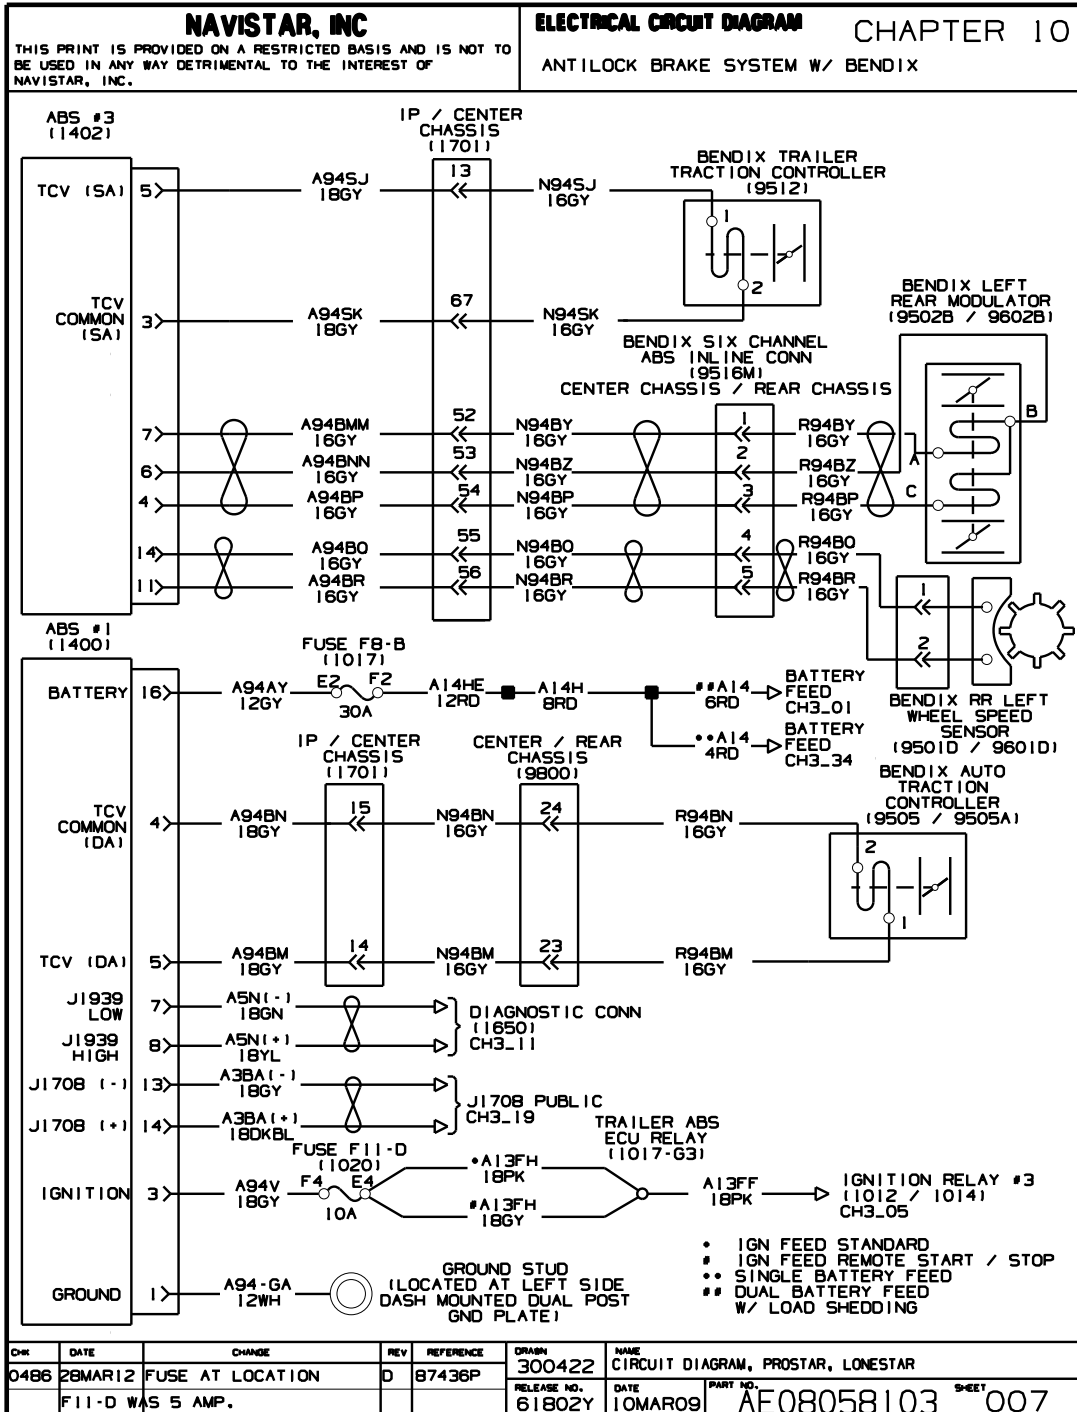 NAVISTAR, INC
THIS PRINT IS PROVIDED ON A RESTRICTED BASIS AND IS NOT TO
BE USED IN ANY WAY DETRIMENTAL TO THE INTEREST OF
NAVISTAR, INC.
ELECTRICAL CIRCUIT DIAGRAM
CHAPTER 10
ANTILOCK BRAKE SYSTEM W/ BENDIX
ABS #3
(1402)
IP / CENTER
CHASSIS
(1701)
TCV (SA) 5
A94SJ
18GY
13
N94SJ
16GY
BENDIX TRAILER
TRACTION CONTROLLER
(9512)
1
2
TCV
COMMON
(SA)
3
A94SK
18GY
67
N94SK
16GY
BENDIX SIX CHANNEL
ABS INLINE CONN
(9516M)
CENTER CHASSIS / REAR CHASSIS
BENDIX LEFT
REAR MODULATOR
(9502B / 9602B)
7
A94BMM
16GY
52
N94BY
16GY
1
R94BY
16GY
A
B
6
A94BNN
16GY
53
N94BZ
16GY
2
R94BZ
16GY
4
A94BP
16GY
54
N94BP
16GY
3
R94BP
16GY
C
14
A94BO
16GY
55
N94BO
16GY
4
R94BO
16GY
11
A94BR
16GY
56
N94BR
16GY
5
R94BR
16GY
1
2
BENDIX RR LEFT
WHEEL SPEED
SENSOR
(9501D / 9601D)
ABS #1
(1400)
BATTERY 16
A94AY
12GY
FUSE F8-B
(1017)
E2 F2
30A
A14HE
12RD
A14H
8RD
##A14
6RD
BATTERY
FEED
CH3_01
••A14
4RD
BATTERY
FEED
CH3_34
IP / CENTER
CHASSIS
(1701)
CENTER / REAR
CHASSIS
(9800)
BENDIX AUTO
TRACTION
CONTROLLER
(9505 / 9505A)
TCV
COMMON
(DA)
4
A94BN
18GY
15
N94BN
16GY
24
R94BN
16GY
2
1
TCV (DA) 5
A94BM
18GY
14
N94BM
16GY
23
R94BM
16GY
J1939
LOW
7
A5N(-)
18GN
J1939
HIGH
8
A5N(+)
18YL
DIAGNOSTIC CONN
(1650)
CH3_11
J1708 (-) 13
A3BA(-)
18GY
J1708 (+) 14
A3BA(+)
18DKBL
J1708 PUBLIC
CH3_19
IGNITION 3
A94V
18GY
FUSE F11-D
(1020)
F4 E4
10A
•A13FH
18PK
#A13FH
18GY
TRAILER ABS
ECU RELAY
(1017-G3)
A13FF
18PK
IGNITION RELAY #3
(1012 / 1014)
CH3_05
GROUND 1
A94-GA
12WH
GROUND STUD
(LOCATED AT LEFT SIDE
DASH MOUNTED DUAL POST
GND PLATE)
• IGN FEED STANDARD
# IGN FEED REMOTE START / STOP
•• SINGLE BATTERY FEED
## DUAL BATTERY FEED
W/ LOAD SHEDDING
CHK DATE CHANGE REV REFERENCE
0486 28MAR12 FUSE AT LOCATION D 87436P
F11-D WAS 5 AMP.
DRAWN
300422
NAME
CIRCUIT DIAGRAM, PROSTAR, LONESTAR
RELEASE NO.
61802Y
DATE
10MAR09
PART NO.
AF08058103
SHEET
007